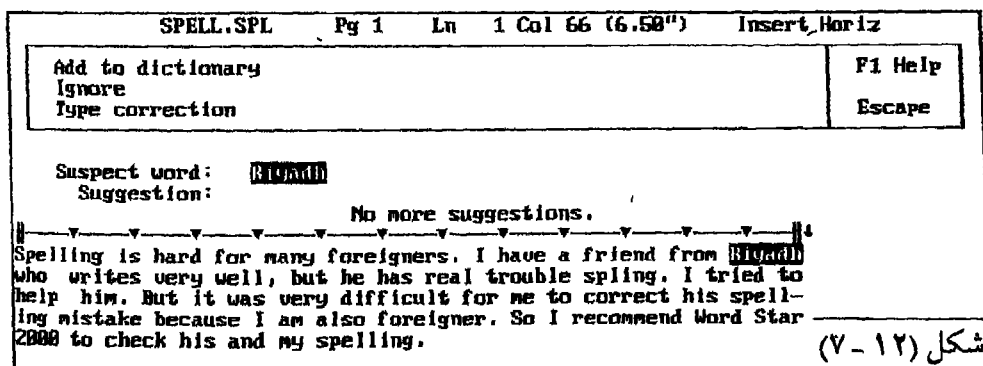 SPELL.SPL Pg 1 Ln 1 Col 66 (6.50") Insert Horiz
Add to dictionary
Ignore
Type correction
F1 Help
Escape
Suspect word: Riyadh
Suggestion:
No more suggestions.
Spelling is hard for many foreigners. I have a friend from Riyadh
who writes very well, but he has real trouble spling. I tried to
help him. But it was very difficult for me to correct his spell-
ing mistake because I am also foreigner. So I recommend Word Star
2000 to check his and my spelling.
شكل (١٢ - ٧)